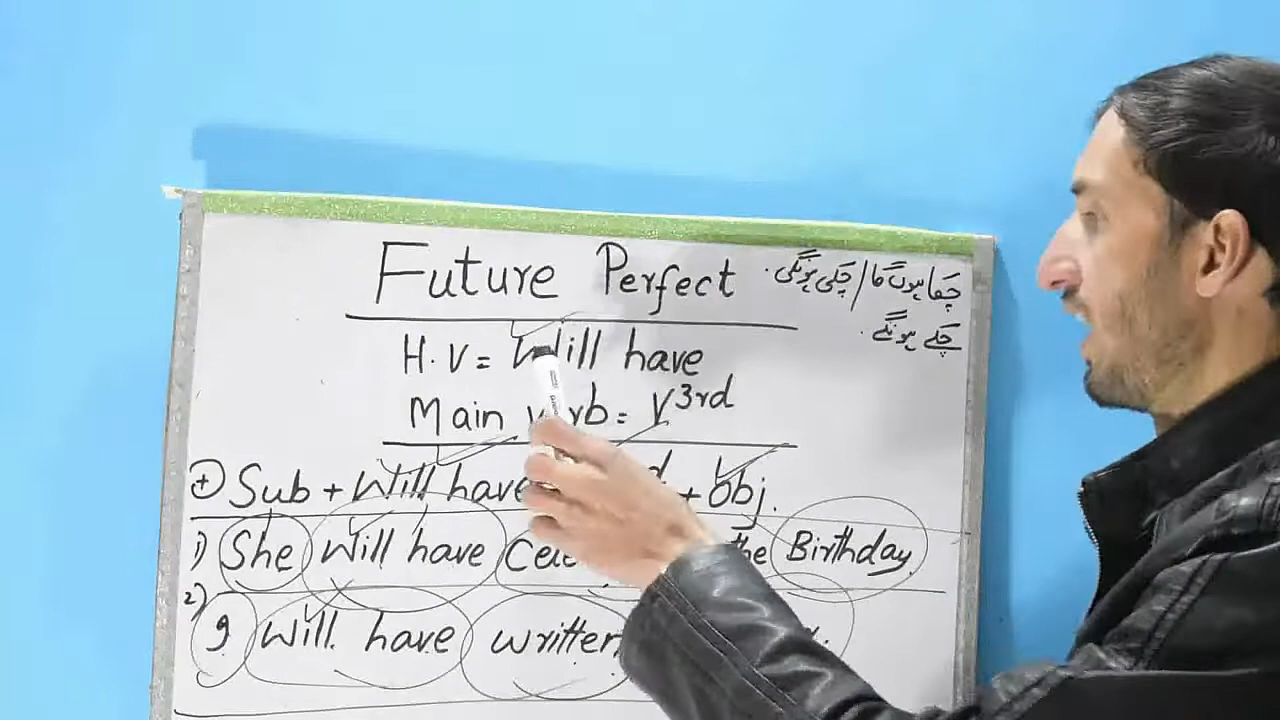 Future Perfect
چکا ہوں گا / چکی ہونگی.
چکے ہونگے.
H.V = Will have
Main verb = V3rd
(+) Sub + Will have + Obj.
1) She will have the Birthday.
2) I will have written